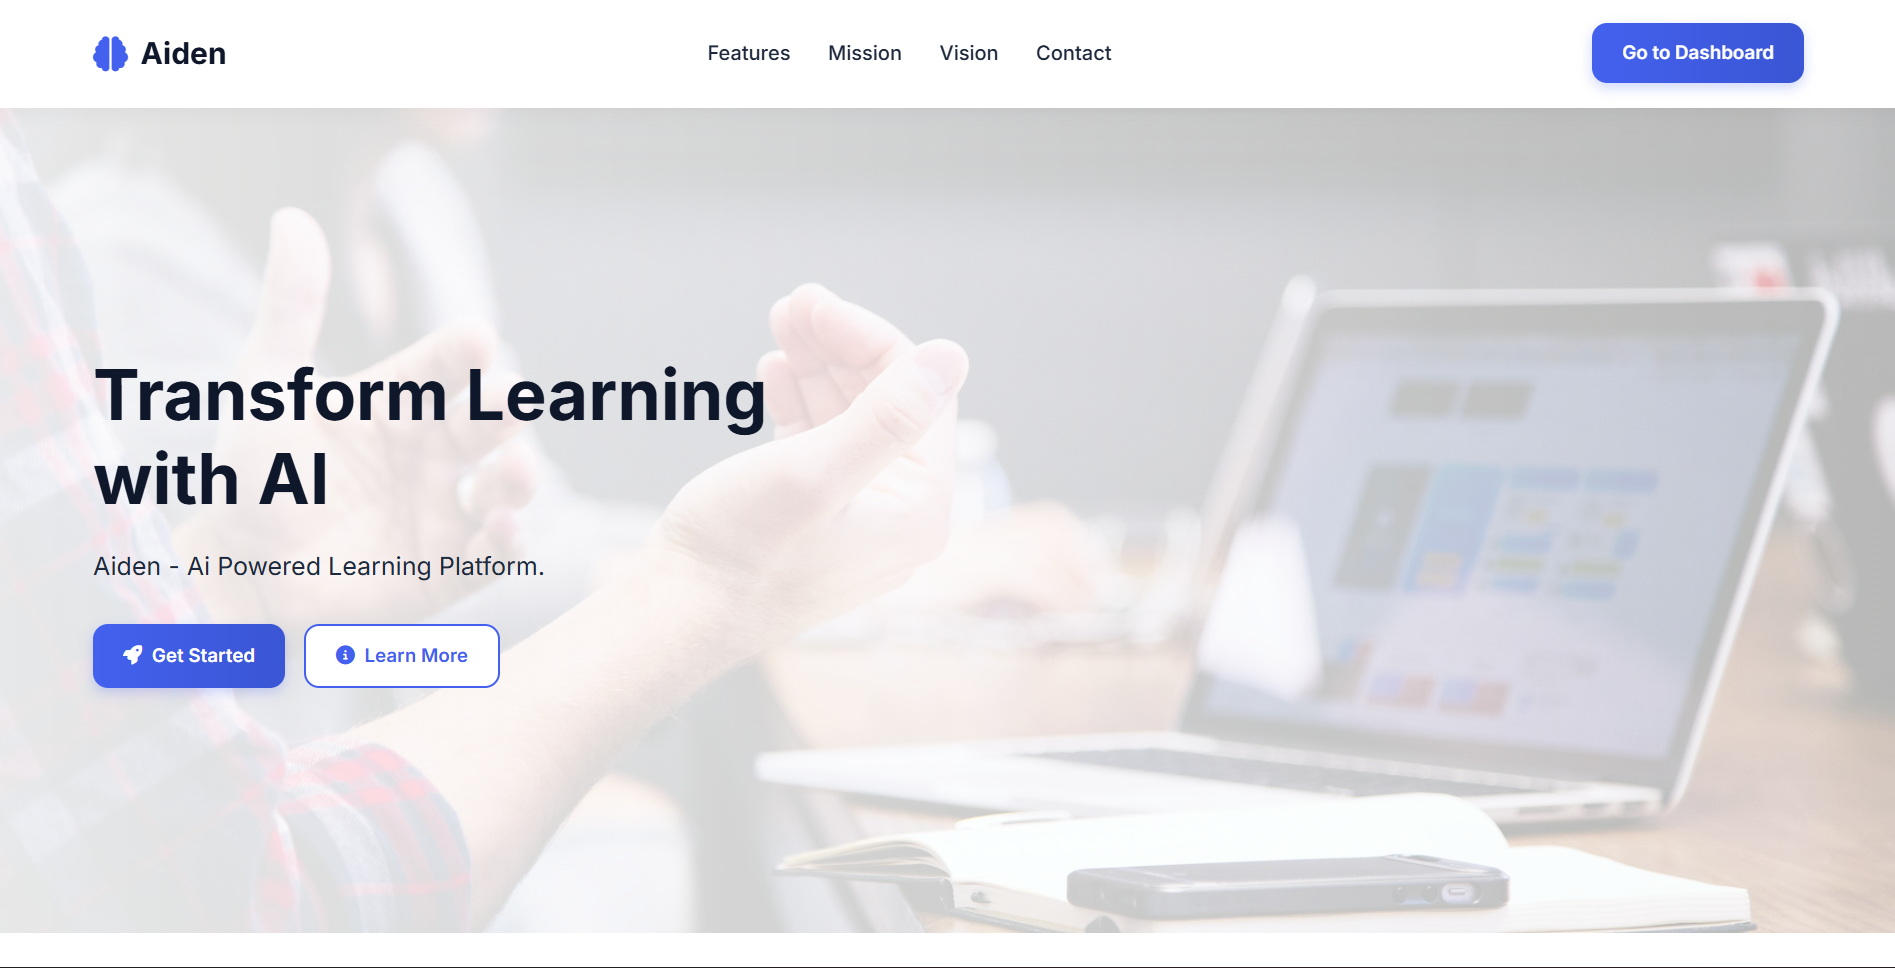 Aiden
Features Mission Vision Contact
Go to Dashboard
Transform Learning
with AI
Aiden - Ai Powered Learning Platform.
Get Started Learn More